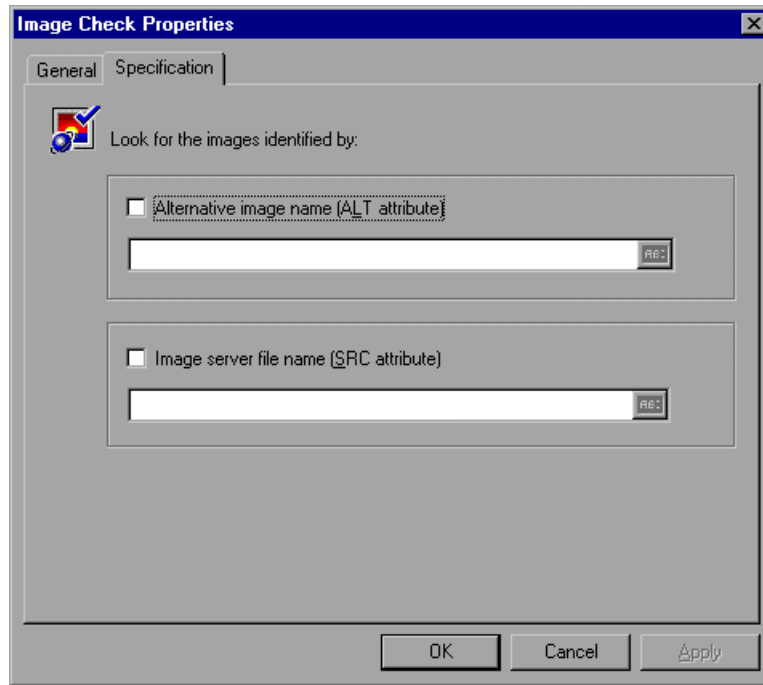 Image Check Properties
General Specification
Look for the images identified by:
Alternative image name (ALT attribute)
Image server file name (SRC attribute)
OK Cancel Apply